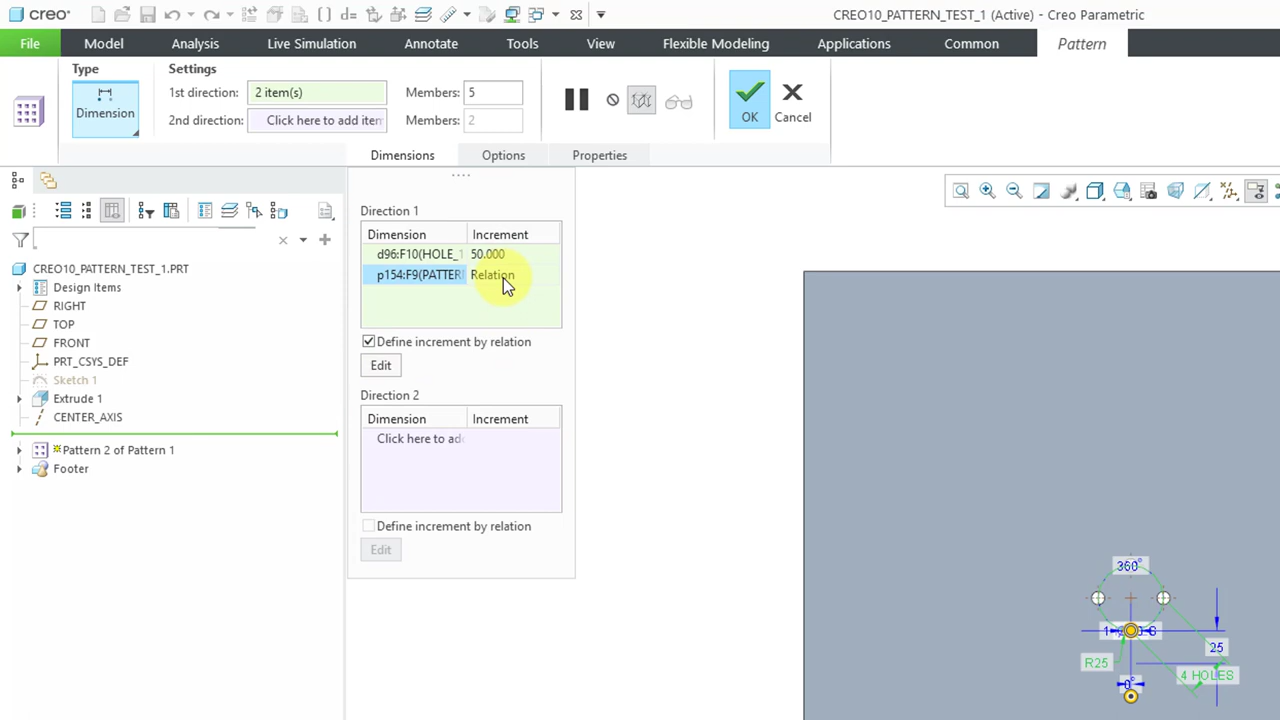 creo
CREO10_PATTERN_TEST_1 (Active) - Creo Parametric
File Model Analysis Live Simulation Annotate Tools View Flexible Modeling Applications Common Pattern
Type Settings
1st direction: 2 item(s) Members: 5
Dimension
2nd direction: Click here to add item Members: 2
OK Cancel
Dimensions Options Properties
Direction 1
Dimension Increment
d96:F10(HOLE_1 50.000
p154:F9(PATTER Relation
Define increment by relation
Edit
Direction 2
Dimension Increment
Click here to add
Define increment by relation
Edit
CREO10_PATTERN_TEST_1.PRT
Design Items
RIGHT
TOP
FRONT
PRT_CSYS_DEF
Sketch 1
Extrude 1
CENTER_AXIS
Pattern 2 of Pattern 1
Footer
360°
25
R25
4 HOLES
0°